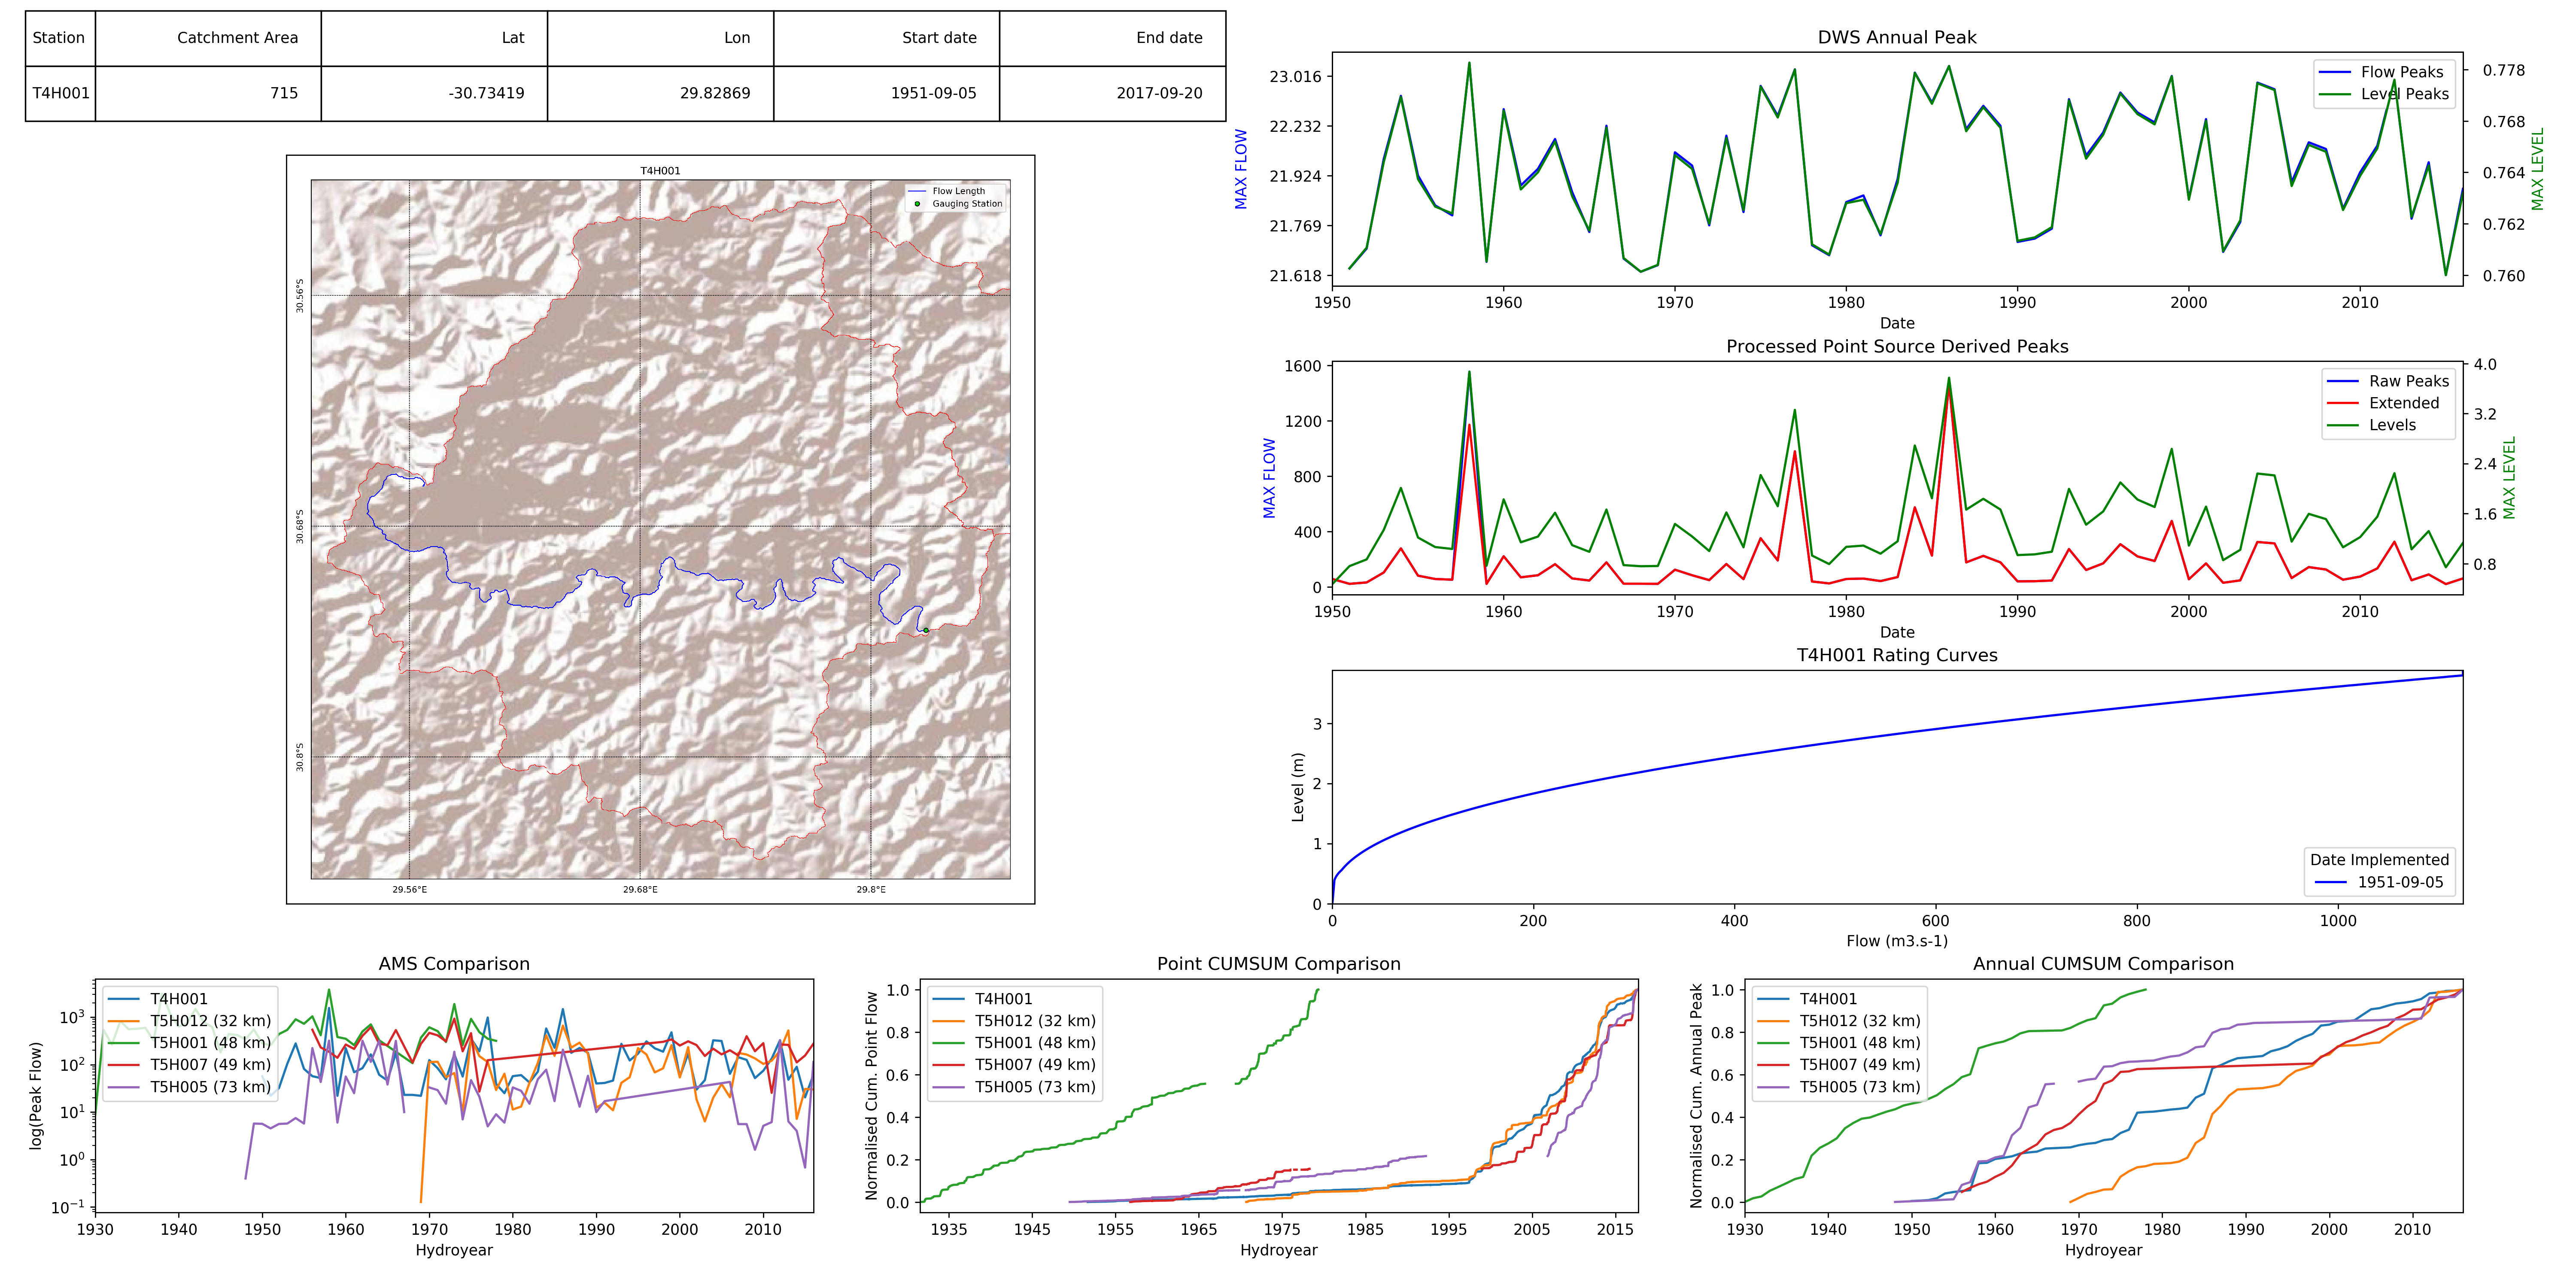 Station Catchment Area Lat Lon Start date End date
T4H001 715 -30.73419 29.82869 1951-09-05 2017-09-20
T4H001
Flow Length
Gauging Station
30.56°S
30.68°S
30.8°S
29.56°E 29.68°E 29.8°E
DWS Annual Peak
Flow Peaks
Level Peaks
MAX FLOW
23.016
22.232
21.924
21.769
21.618
0.778
0.768
0.764
0.762
0.760
MAX LEVEL
1950 1960 1970 1980 1990 2000 2010
Date
Processed Point Source Derived Peaks
Raw Peaks
Extended
Levels
MAX FLOW
1600
1200
800
400
0
4.0
3.2
2.4
1.6
0.8
MAX LEVEL
1950 1960 1970 1980 1990 2000 2010
Date
T4H001 Rating Curves
Level (m)
3
2
1
0
Date Implemented
1951-09-05
0 200 400 600 800 1000
Flow (m3.s-1)
AMS Comparison
T4H001
T5H012 (32 km)
T5H001 (48 km)
T5H007 (49 km)
T5H005 (73 km)
log(Peak Flow)
10³
10²
10¹
10⁰
10⁻¹
1930 1940 1950 1960 1970 1980 1990 2000 2010
Hydroyear
Point CUMSUM Comparison
T4H001
T5H012 (32 km)
T5H001 (48 km)
T5H007 (49 km)
T5H005 (73 km)
Normalised Cum. Point Flow
1.0
0.8
0.6
0.4
0.2
0.0
1935 1945 1955 1965 1975 1985 1995 2005 2015
Hydroyear
Annual CUMSUM Comparison
T4H001
T5H012 (32 km)
T5H001 (48 km)
T5H007 (49 km)
T5H005 (73 km)
Normalised Cum. Annual Peak
1.0
0.8
0.6
0.4
0.2
0.0
1930 1940 1950 1960 1970 1980 1990 2000 2010
Hydroyear